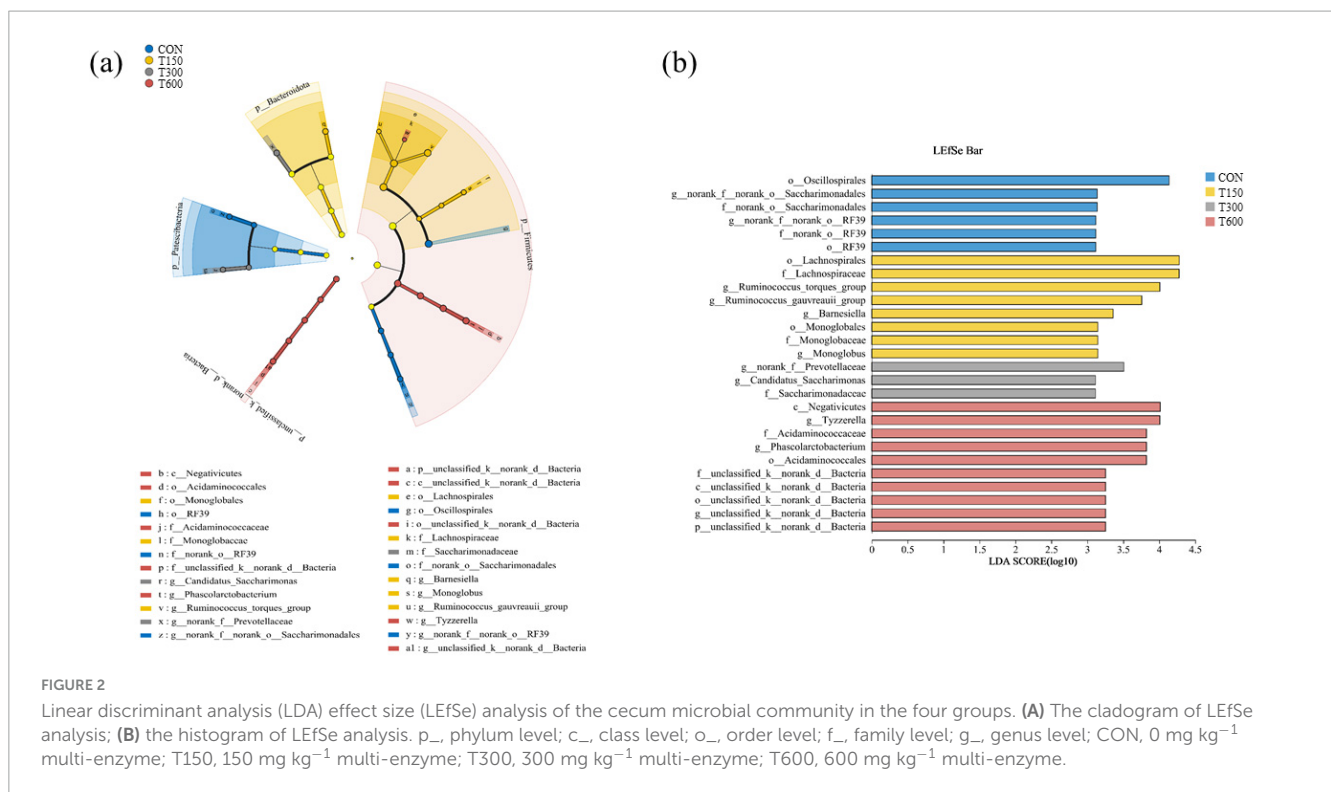 (a)
CON
T150
T300
T600
p__Bacteroidota
p__Patescibacteria
p__Firmicutes
p__unclassified_k__norank_d__Bacteria
b : c__Negativicutes
d : o__Acidaminococcales
f : o__Monoglobales
h : o__RF39
j : f__Acidaminococcaceae
l : f__Monoglobaceae
n : f__norank_o__RF39
p : f__unclassified_k__norank_d__Bacteria
r : g__Candidatus_Saccharimonas
t : g__Phascolarctobacterium
v : g__Ruminococcus_torques_group
x : g__norank_f__Prevotellaceae
z : g__norank_f__norank_o__Saccharimonadales
a : p__unclassified_k__norank_d__Bacteria
c : c__unclassified_k__norank_d__Bacteria
e : o__Lachnospirales
g : o__Oscillospirales
i : o__unclassified_k__norank_d__Bacteria
k : f__Lachnospiraceae
m : f__Saccharimonadaceae
o : f__norank_o__Saccharimonadales
q : g__Barnesiella
s : g__Monoglobus
u : g__Ruminococcus_gauvreauii_group
w : g__Tyzzerella
y : g__norank_f__norank_o__RF39
a1 : g__unclassified_k__norank_d__Bacteria
(b)
LEfSe Bar
CON
T150
T300
T600
o__Oscillospirales
g__norank_f__norank_o__Saccharimonadales
f__norank_o__Saccharimonadales
g__norank_f__norank_o__RF39
f__norank_o__RF39
o__RF39
o__Lachnospirales
f__Lachnospiraceae
g__Ruminococcus_torques_group
g__Ruminococcus_gauvreauii_group
g__Barnesiella
o__Monoglobales
f__Monoglobaceae
g__Monoglobus
g__norank_f__Prevotellaceae
g__Candidatus_Saccharimonas
f__Saccharimonadaceae
c__Negativicutes
g__Tyzzerella
f__Acidaminococcaceae
g__Phascolarctobacterium
o__Acidaminococcales
f__unclassified_k__norank_d__Bacteria
c__unclassified_k__norank_d__Bacteria
o__unclassified_k__norank_d__Bacteria
g__unclassified_k__norank_d__Bacteria
p__unclassified_k__norank_d__Bacteria
0 0.5 1 1.5 2 2.5 3 3.5 4 4.5
LDA SCORE(log10)
FIGURE 2
Linear discriminant analysis (LDA) effect size (LEfSe) analysis of the cecum microbial community in the four groups. (A) The cladogram of LEfSe
analysis; (B) the histogram of LEfSe analysis. p_, phylum level; c_, class level; o_, order level; f_, family level; g_, genus level; CON, 0 mg kg⁻¹
multi-enzyme; T150, 150 mg kg⁻¹ multi-enzyme; T300, 300 mg kg⁻¹ multi-enzyme; T600, 600 mg kg⁻¹ multi-enzyme.